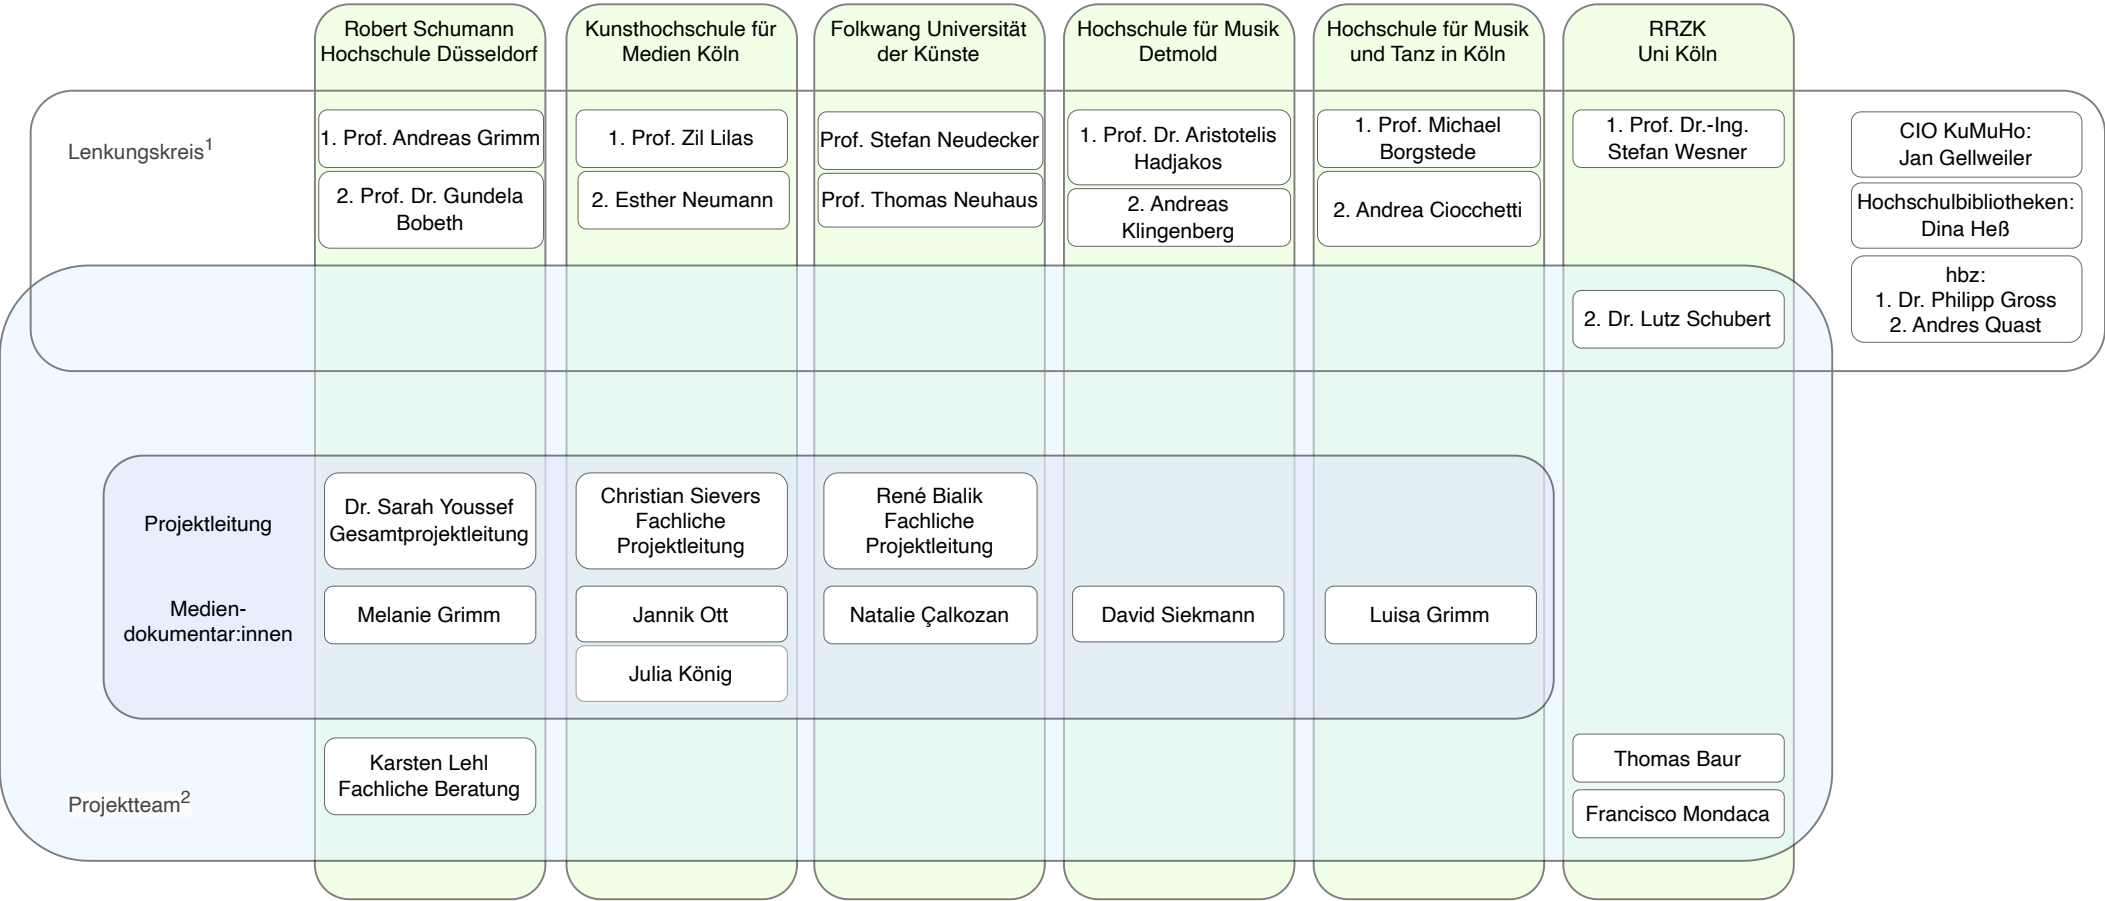 Robert Schumann
Hochschule Düsseldorf
Kunsthochschule für
Medien Köln
Folkwang Universität
der Künste
Hochschule für Musik
Detmold
Hochschule für Musik
und Tanz in Köln
RRZK
Uni Köln
Lenkungskreis¹
1. Prof. Andreas Grimm
2. Prof. Dr. Gundela
Bobeth
1. Prof. Zil Lilas
2. Esther Neumann
Prof. Stefan Neudecker
Prof. Thomas Neuhaus
1. Prof. Dr. Aristotelis
Hadjakos
2. Andreas
Klingenberg
1. Prof. Michael
Borgstede
2. Andrea Ciocchetti
1. Prof. Dr.-Ing.
Stefan Wesner
2. Dr. Lutz Schubert
CIO KuMuHo:
Jan Gellweiler
Hochschulbibliotheken:
Dina Heß
hbz:
1. Dr. Philipp Gross
2. Andres Quast
Projektleitung
Dr. Sarah Youssef
Gesamtprojektleitung
Christian Sievers
Fachliche
Projektleitung
René Bialik
Fachliche
Projektleitung
Medien-
dokumentar:innen
Melanie Grimm
Jannik Ott
Julia König
Natalie Çalkozan
David Siekmann
Luisa Grimm
Projektteam²
Karsten Lehl
Fachliche Beratung
Thomas Baur
Francisco Mondaca